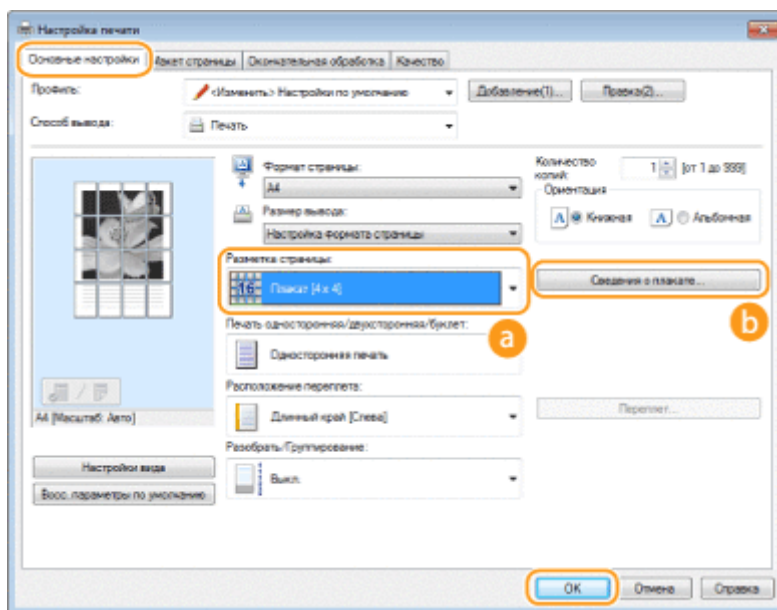 Настройка печати
Основные настройки Макет страницы Окончательная обработка Качество
Профиль: <Изменить> Настройки по умолчанию Добавление(1)... Правка(2)...
Способ вывода: Печать
Формат страницы:
A4
Количество копий: 1 [от 1 до 999]
Размер вывода:
Настройка формата страницы
Ориентация
A Книжная A Альбомная
Разметка страницы:
16 Плакат [4 x 4]
a
Сведения о плакате...
b
Печать односторонняя/двухсторонняя/буклет:
Односторонняя печать
Расположение переплета:
A4 [Масштаб: Авто]
Длинный край [Слева]
Переплет...
Разобрать/Группирование:
Настройки вида
Выкл.
Восс. параметры по умолчанию
OK Отмена Справка